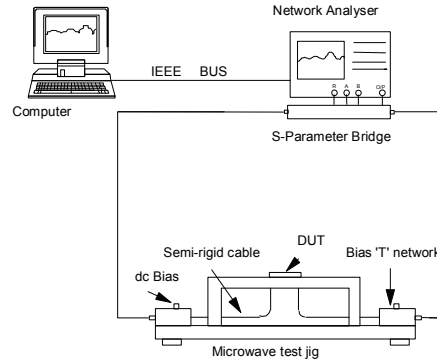 Network Analyser
IEEE BUS
R A B O/P
Computer
S-Parameter Bridge
DUT
Semi-rigid cable
Bias 'T' network
dc Bias
Microwave test jig